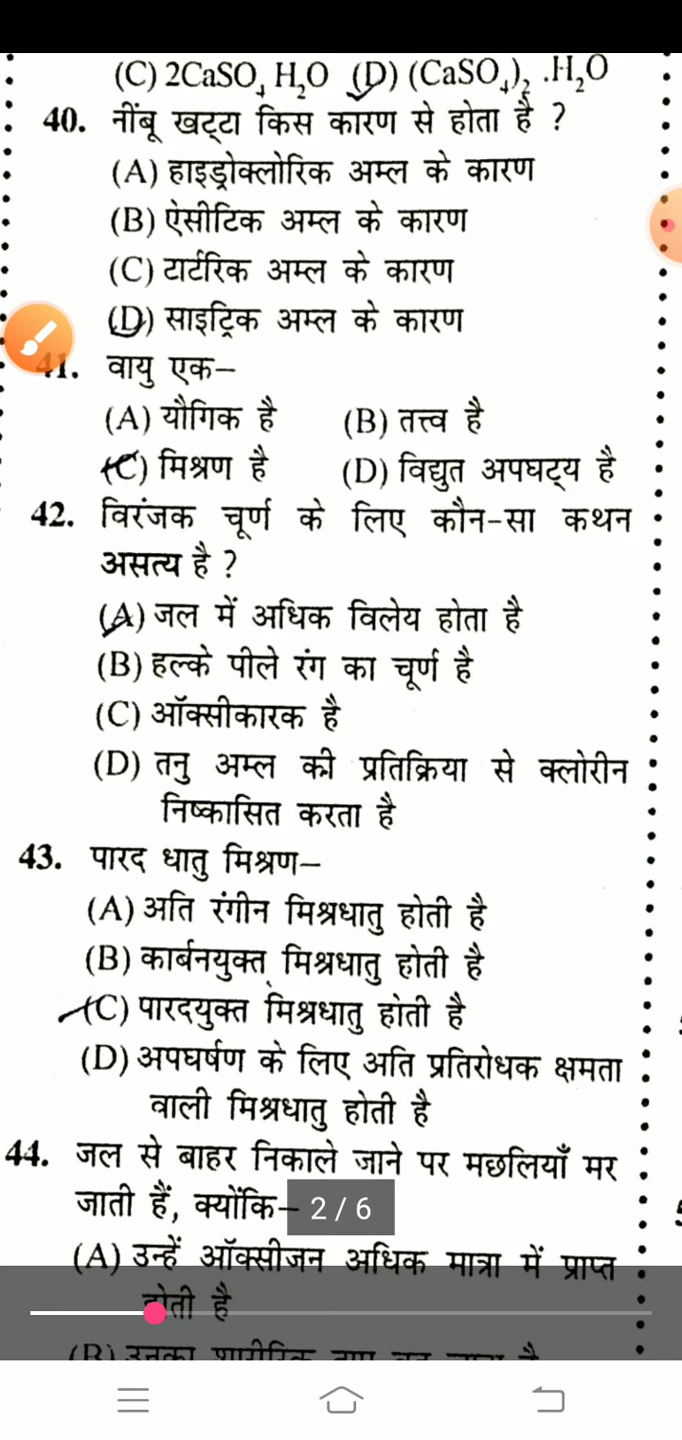 (C) 2CaSO₄ H₂O (D) (CaSO₄)₂ .H₂O
40. नींबू खट्टा किस कारण से होता है ?
(A) हाइड्रोक्लोरिक अम्ल के कारण
(B) ऐसीटिक अम्ल के कारण
(C) टार्टरिक अम्ल के कारण
(D) साइट्रिक अम्ल के कारण
41. वायु एक–
(A) यौगिक है (B) तत्त्व है
(C) मिश्रण है (D) विद्युत अपघट्य है
42. विरंजक चूर्ण के लिए कौन-सा कथन
असत्य है ?
(A) जल में अधिक विलेय होता है
(B) हल्के पीले रंग का चूर्ण है
(C) ऑक्सीकारक है
(D) तनु अम्ल की प्रतिक्रिया से क्लोरीन
निष्कासित करता है
43. पारद धातु मिश्रण–
(A) अति रंगीन मिश्रधातु होती है
(B) कार्बनयुक्त मिश्रधातु होती है
(C) पारदयुक्त मिश्रधातु होती है
(D) अपघर्षण के लिए अति प्रतिरोधक क्षमता
वाली मिश्रधातु होती है
44. जल से बाहर निकाले जाने पर मछलियाँ मर
जाती हैं, क्योंकि–
2 / 6
(A) उन्हें ऑक्सीजन अधिक मात्रा में प्राप्त
होती है
(B) उनका